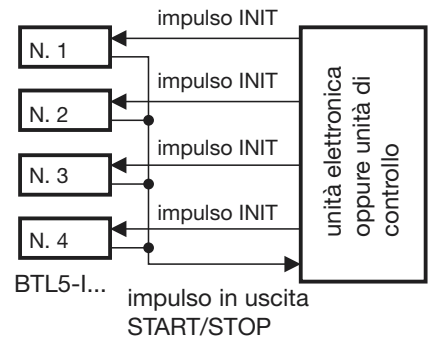 impulso INIT
N. 1
impulso INIT
N. 2
impulso INIT
N. 3
impulso INIT
N. 4
unità elettronica
oppure unità di
controllo
BTL5-I...
impulso in uscita
START/STOP